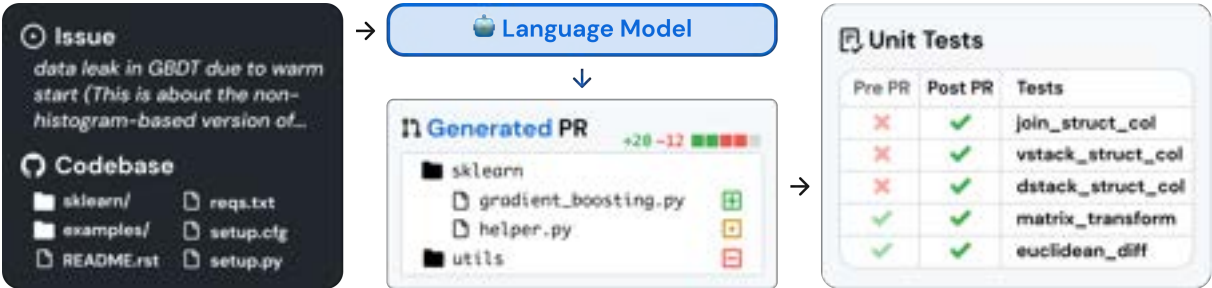 Issue
data leak in GBDT due to warm
start (This is about the non-
histogram-based version of...
Codebase
sklearn/ reqs.txt
examples/ setup.cfg
README.rst setup.py
Language Model
Generated PR +20 -12
sklearn
gradient_boosting.py
helper.py
utils
Unit Tests
Pre PR Post PR Tests
join_struct_col
vstack_struct_col
dstack_struct_col
matrix_transform
euclidean_diff